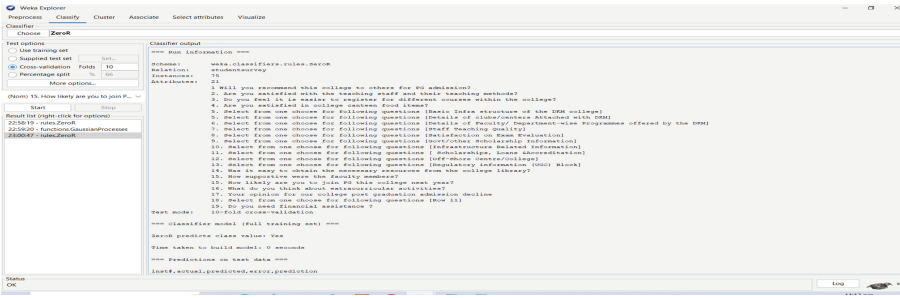 Weka Explorer
Preprocess Classify Cluster Associate Select attributes Visualize
Classifier
Choose ZeroR
Test options
Use training set
Supplied test set Set...
Cross-validation Folds 10
Percentage split % 66
More options...
(Nom) 15. How likely are you to join P...
Start Stop
Result list (right-click for options)
22:58:19 - rules.ZeroR
22:59:20 - functions.GaussianProcesses
23:00:47 - rules.ZeroR
Classifier output
=== Run information ===
Scheme: weka.classifiers.rules.ZeroR
Relation: studentsurvey
Instances: 75
Attributes: 21
1 Will you recommend this college to others for PG admission?
2. Are you satisfied with the teaching staff and their teaching methods?
3. Do you feel it is easier to register for different courses within the college?
4. Are you satisfied in college canteen food items?
5. Select from one choose for following questions [Basic Infra structure of the DRM college]
6. Select from one choose for following questions [Details of clubs/centers Attached with DRM]
6. Select from one choose for following questions [Details of Faculty/ Department-wise Programmes offered by the DRM]
7. Select from one choose for following questions [Staff Teaching Quality]
8. Select from one choose for following questions [Satisfaction on Exam Evaluation]
9. Select from one choose for following questions [Govt/other Scholarship Information]
10. Select from one choose for following questions [Infrastructure Related Information]
11. Select from one choose for following questions [ Scholarships, Loans &Accreditation]
12. Select from one choose for following questions [Off-Shore Centre/College]
13. Select from one choose for following questions [Regulatory information (UGC) Block]
14. Was it easy to obtain the necessary resources from the college library?
15. How supportive were the faculty members?
15. How likely are you to join PG this college next year?
16. What do you think about extracurricular activities?
17. Your opinion for our college post graduation admission decline
18. Select from one choose for following questions [Row 11]
19. Do you need financial assistance ?
Test mode: 10-fold cross-validation
=== Classifier model (full training set) ===
ZeroR predicts class value: Yes
Time taken to build model: 0 seconds
=== Predictions on test data ===
inst#,actual,predicted,error,prediction
Status
OK
Log